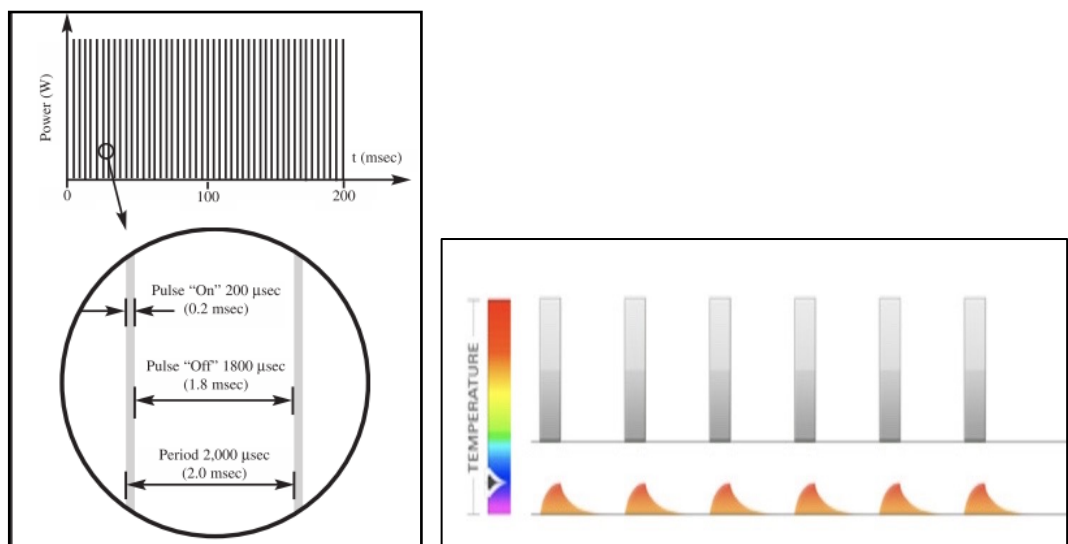 Power (W)
t (msec)
0
100
200
Pulse “On” 200 μsec
(0.2 msec)
Pulse “Off” 1800 μsec
(1.8 msec)
Period 2,000 μsec
(2.0 msec)
TEMPERATURE